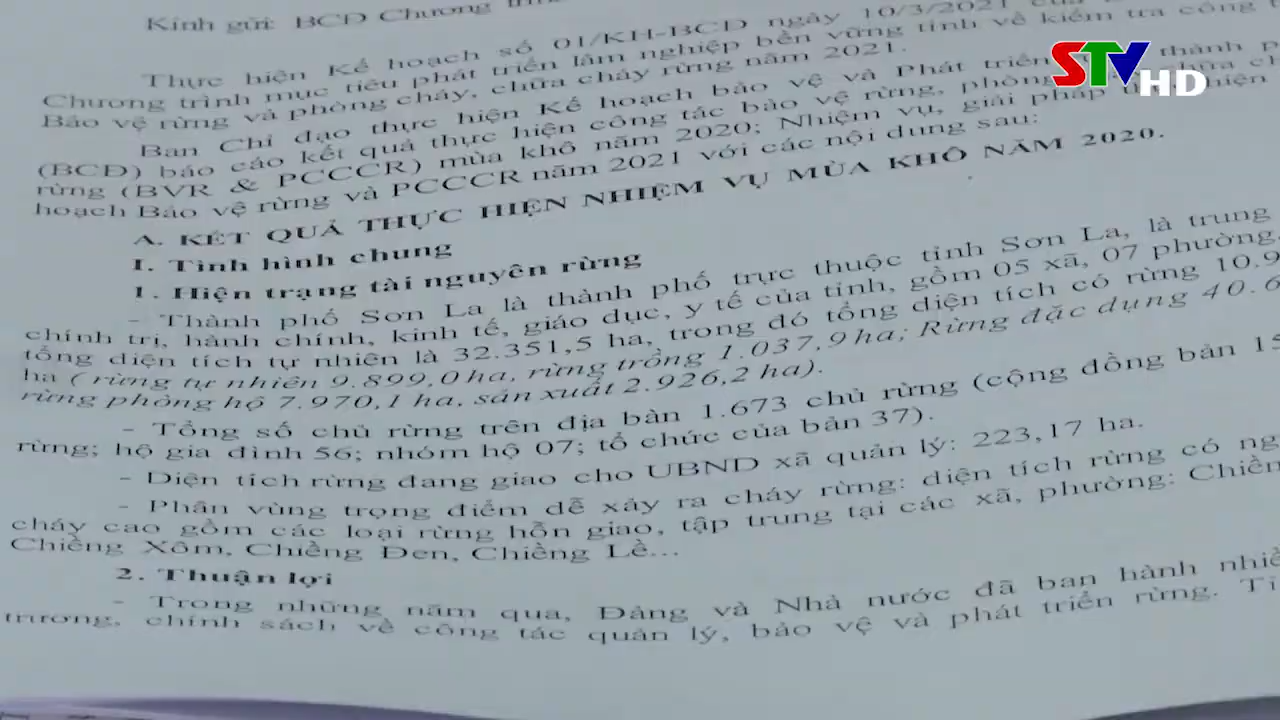 Kính gửi: BCĐ Chương
STV HD
Thực hiện Kế hoạch số 01/KH-BCĐ ngày 10/3/2021 của
Chương trình mục tiêu phát triển lâm nghiệp bền vững tỉnh về kiểm tra công
Bảo vệ rừng và phòng cháy, chữa cháy rừng năm 2021.
Ban Chỉ đạo thực hiện Kế hoạch bảo vệ và Phát triển thành
(BCĐ) báo cáo kết quả thực hiện công tác bảo vệ rừng, phòng chữa
rừng (BVR & PCCCR) mùa khô năm 2020; Nhiệm vụ, giải pháp
hoạch Bảo vệ rừng và PCCCR năm 2021 với các nội dung sau:
A. KẾT QUẢ THỰC HIỆN NHIỆM VỤ MÙA KHÔ NĂM 2020.
I. Tình hình chung
1. Hiện trạng tài nguyên rừng
- Thành phố Sơn La là thành phố trực thuộc tỉnh Sơn La, là trung
chính trị, hành chính, kinh tế, giáo dục, y tế của tỉnh, gồm 05 xã, 07 phường,
tổng diện tích tự nhiên là 32.351,5 ha, trong đó tổng diện tích có rừng 10.9
ha ( rừng tự nhiên 9.899,0 ha, rừng trồng 1.037,9 ha; Rừng đặc dụng 40.6
rừng phòng hộ 7.970,1 ha, sản xuất 2.926,2 ha).
- Tổng số chủ rừng trên địa bàn 1.673 chủ rừng (cộng đồng bản 15
rừng; hộ gia đình 56; nhóm hộ 07; tổ chức của bản 37).
- Diện tích rừng đang giao cho UBND xã quản lý: 223,17 ha.
- Phân vùng trọng điểm dễ xảy ra cháy rừng: diện tích rừng có
cháy cao gồm các loại rừng hỗn giao, tập trung tại các xã, phường: Chiềng
Chiềng Xôm, Chiềng Đen, Chiềng Lề...
2. Thuận lợi
- Trong những năm qua, Đảng và Nhà nước đã ban hành
trương, chính sách về công tác quản lý, bảo vệ và phát triển rừng.